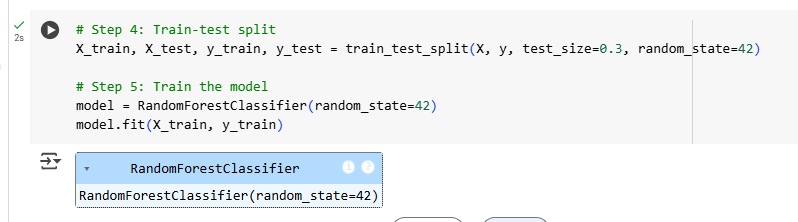 # Step 4: Train-test split
2s
X_train, X_test, y_train, y_test = train_test_split(X, y, test_size=0.3, random_state=42)
# Step 5: Train the model
model = RandomForestClassifier(random_state=42)
model.fit(X_train, y_train)
RandomForestClassifier i ?
RandomForestClassifier(random_state=42)